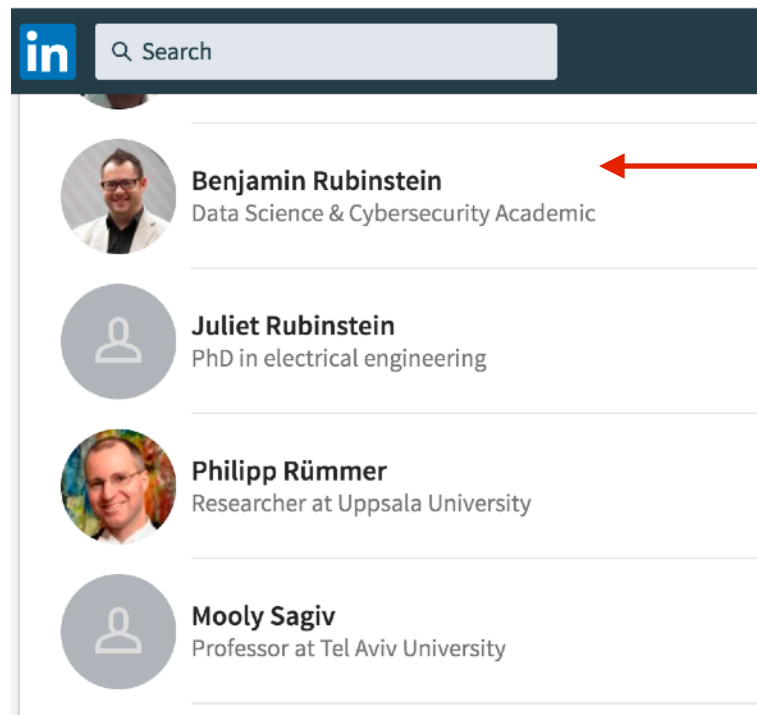 in Search
Benjamin Rubinstein
Data Science & Cybersecurity Academic
Juliet Rubinstein
PhD in electrical engineering
Philipp Rümmer
Researcher at Uppsala University
Mooly Sagiv
Professor at Tel Aviv University